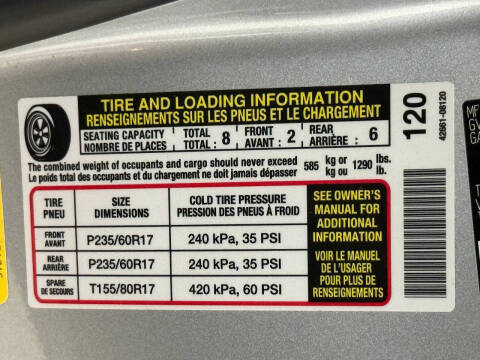 TIRE AND LOADING INFORMATION
RENSEIGNEMENTS SUR LES PNEUS ET LE CHARGEMENT
SEATING CAPACITY TOTAL FRONT REAR
NOMBRE DE PLACES TOTAL : 8 AVANT : 2 ARRIÈRE : 6
The combined weight of occupants and cargo should never exceed 585 kg or 1290 lbs.
Le poids total des occupants et du chargement ne doit jamais dépasser kg ou lb.
TIRE SIZE COLD TIRE PRESSURE
PNEU DIMENSIONS PRESSION DES PNEUS À FROID
FRONT
AVANT P235/60R17 240 kPa, 35 PSI
REAR
ARRIÈRE P235/60R17 240 kPa, 35 PSI
SPARE
DE SECOURS T155/80R17 420 kPa, 60 PSI
SEE OWNER'S
MANUAL FOR
ADDITIONAL
INFORMATION
VOIR LE MANUEL
DE L'USAGER
POUR PLUS DE
RENSEIGNEMENTS
120
42661-08120